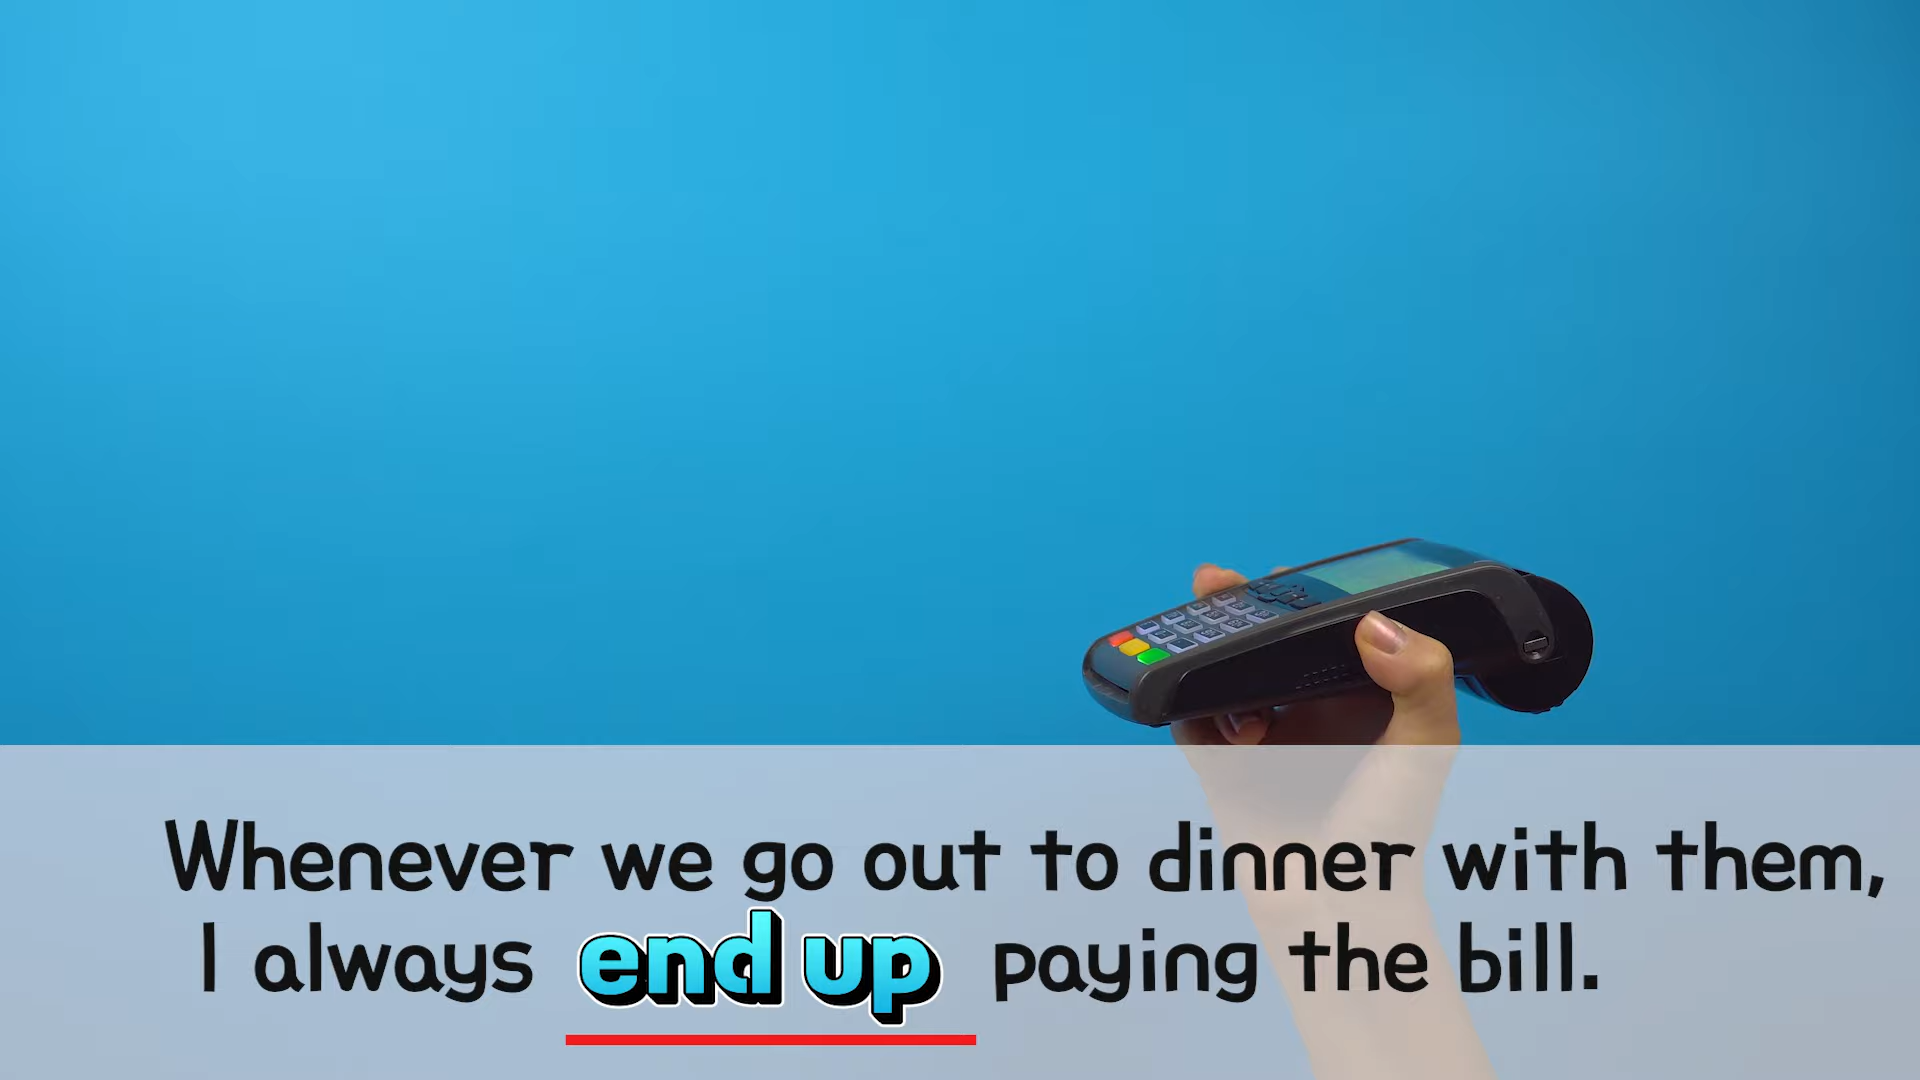 Whenever we go out to dinner with them,
I always end up paying the bill.